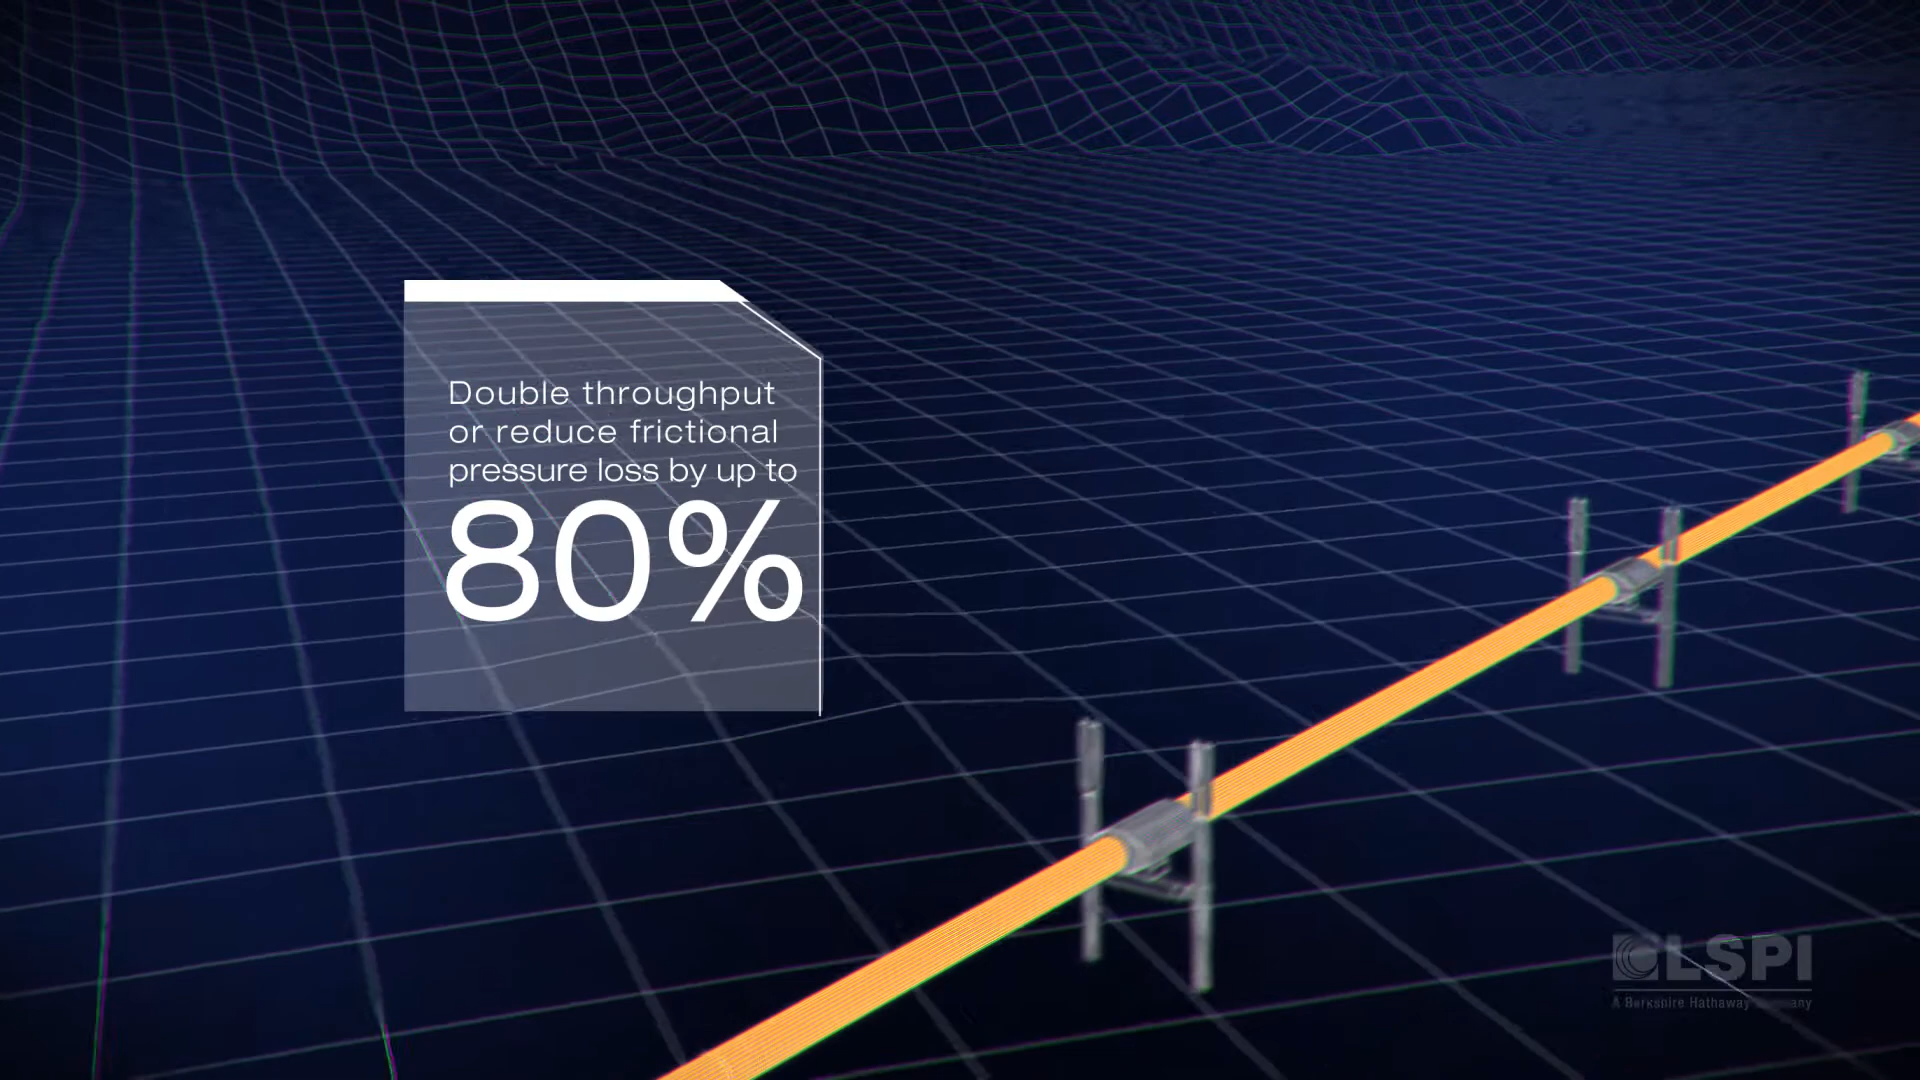 Double throughput
or reduce frictional
pressure loss by up to
80%
LSPI
A Berkshire Hathaway